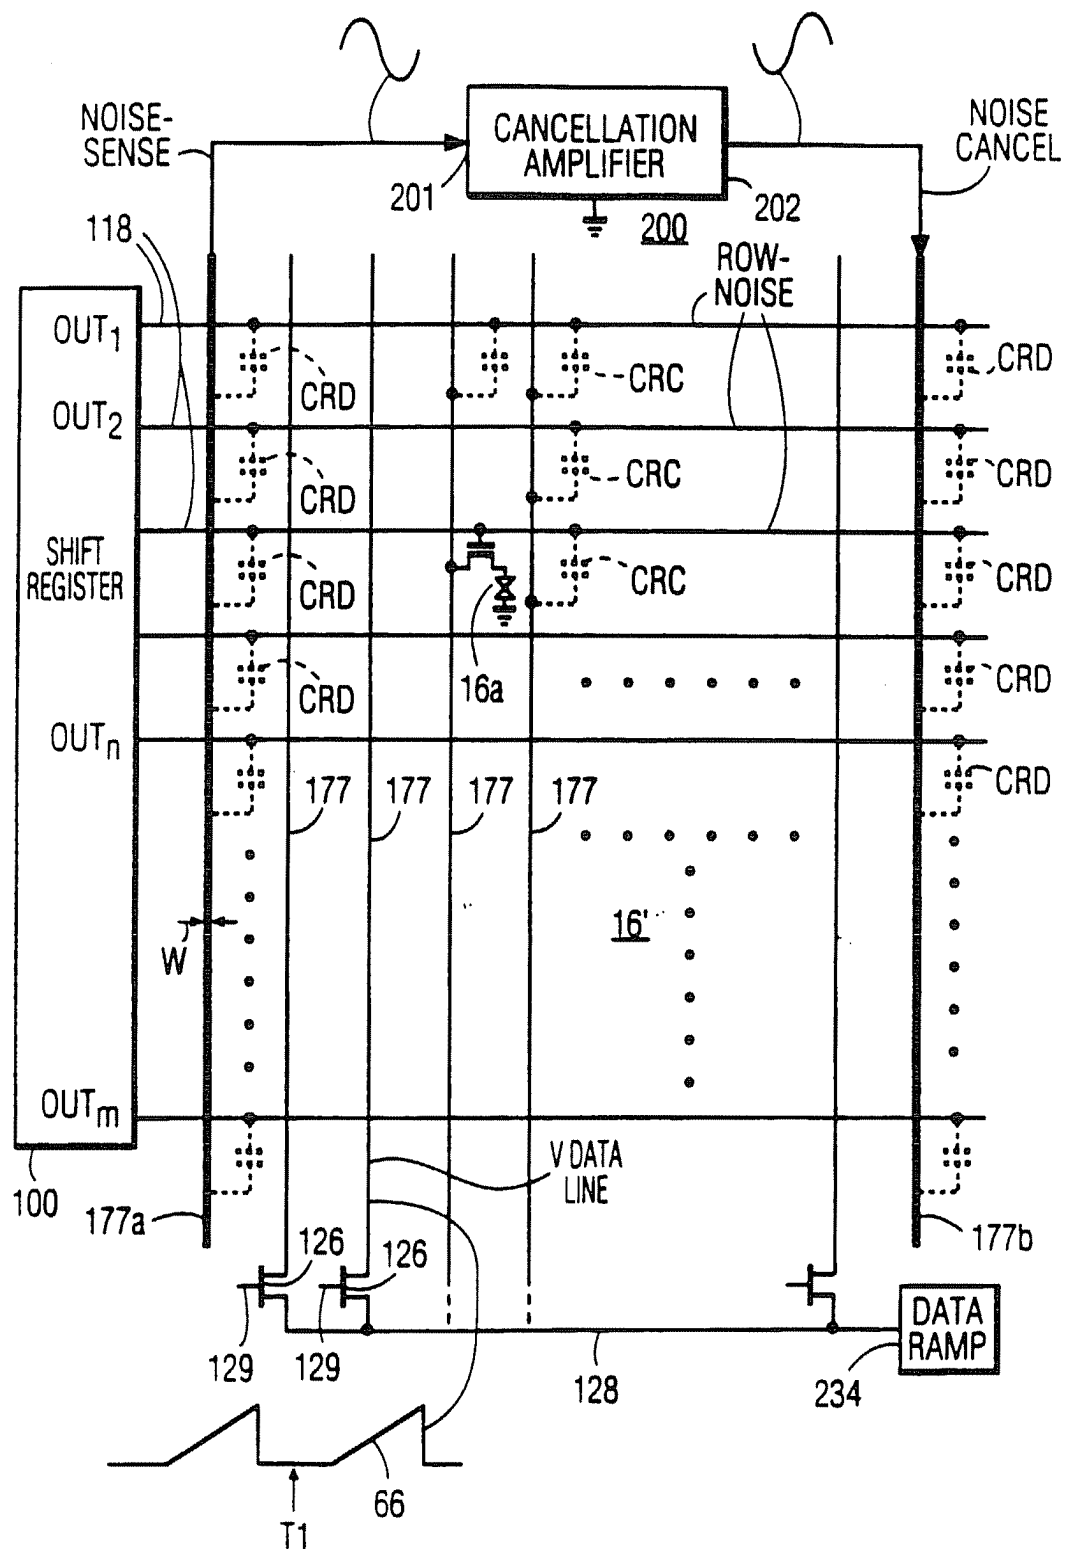 NOISE-
SENSE
CANCELLATION
AMPLIFIER
NOISE
CANCEL
201
202
200
118
ROW-
NOISE
OUT1
CRD
CRC
CRD
OUT2
CRD
CRC
CRD
SHIFT
REGISTER
CRD
CRC
CRD
CRD
16a
CRD
OUTn
CRD
177
177
177
177
W
16'
OUTm
V DATA
LINE
100
177a
177b
126
126
DATA
RAMP
129
129
128
234
66
T1